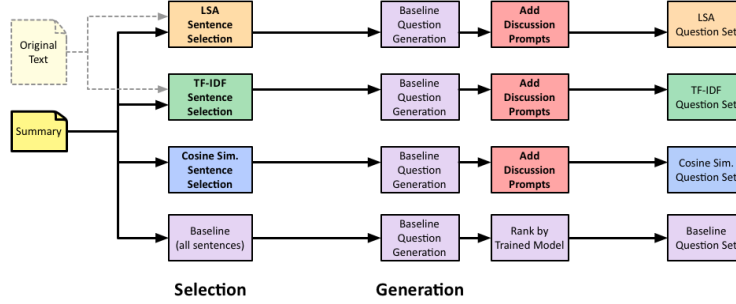 Original
Text
Summary
LSA
Sentence
Selection
Baseline
Question
Generation
Add
Discussion
Prompts
LSA
Question Set
TF-IDF
Sentence
Selection
Baseline
Question
Generation
Add
Discussion
Prompts
TF-IDF
Question Set
Cosine Sim.
Sentence
Selection
Baseline
Question
Generation
Add
Discussion
Prompts
Cosine Sim.
Question Set
Baseline
(all sentences)
Baseline
Question
Generation
Rank by
Trained Model
Baseline
Question Set
Selection
Generation